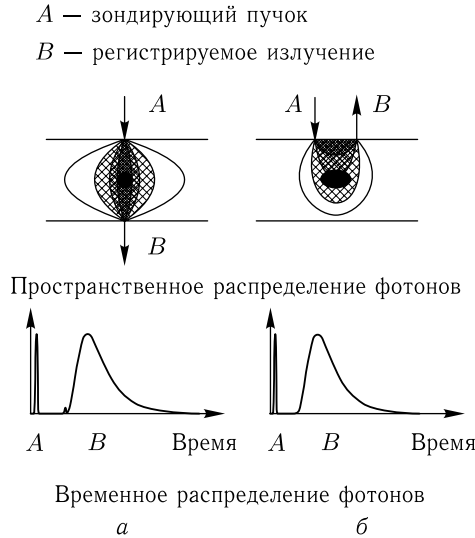 A — зондирующий пучок
B — регистрируемое излучение
A
B
A
B
Пространственное распределение фотонов
A
B
Время
A
B
Время
Временное распределение фотонов
а
б